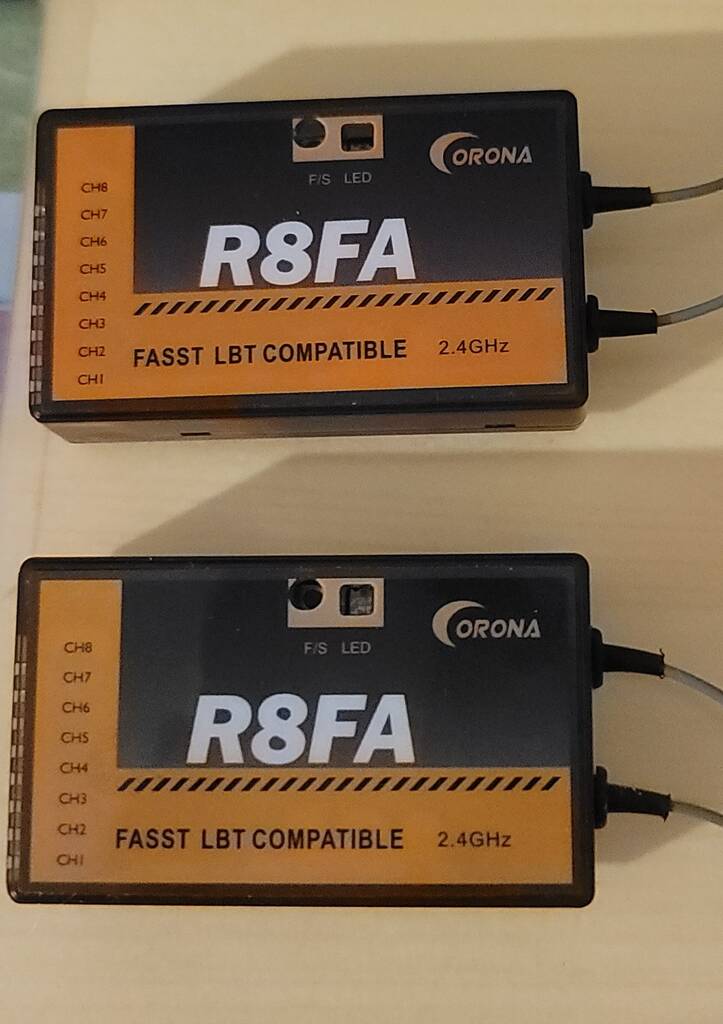 CORONA
F/S LED
CH8
CH7
R8FA
CH6
CH5
CH4
CH3
FASST LBT COMPATIBLE 2.4GHz
CH2
CH1
CORONA
F/S LED
CH8
CH7
R8FA
CH6
CH5
CH4
CH3
FASST LBT COMPATIBLE 2.4GHz
CH2
CH1